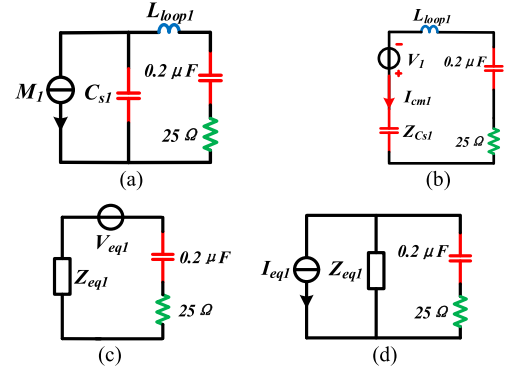 L_loop1
0.2 μF
M_1
C_s1
25 Ω
(a)
L_loop1
-
V_1
+
0.2 μF
I_cm1
Z_Cs1
25 Ω
(b)
V_eq1
0.2 μF
Z_eq1
25 Ω
(c)
0.2 μF
I_eq1
Z_eq1
25 Ω
(d)